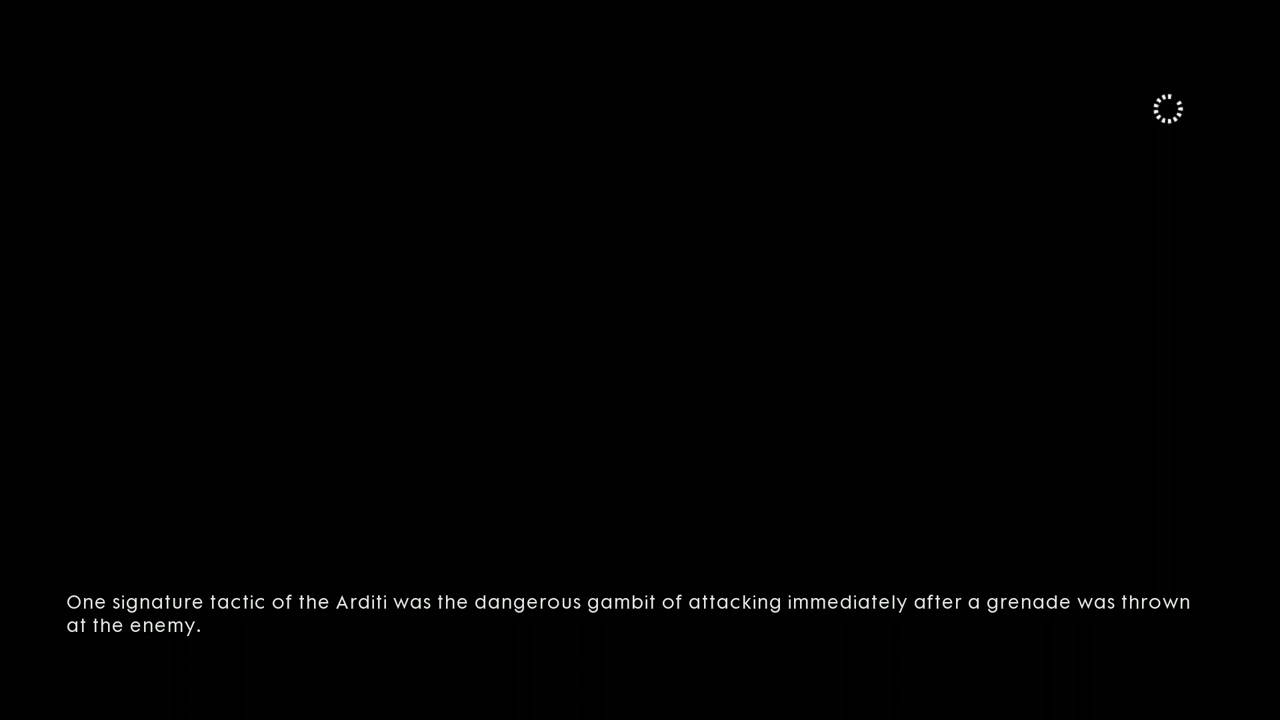 One signature tactic of the Arditi was the dangerous gambit of attacking immediately after a grenade was thrown
at the enemy.